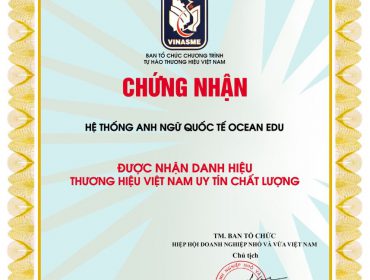 VINASME
BAN TỔ CHỨC CHƯƠNG TRÌNH
TỰ HÀO THƯƠNG HIỆU VIỆT NAM
CHỨNG NHẬN
HỆ THỐNG ANH NGỮ QUỐC TẾ OCEAN EDU
ĐƯỢC NHẬN DANH HIỆU
THƯƠNG HIỆU VIỆT NAM UY TÍN CHẤT LƯỢNG
TM. BAN TỔ CHỨC
HIỆP HỘI DOANH NGHIỆP NHỎ VÀ VỪA VIỆT NAM
Chủ tịch